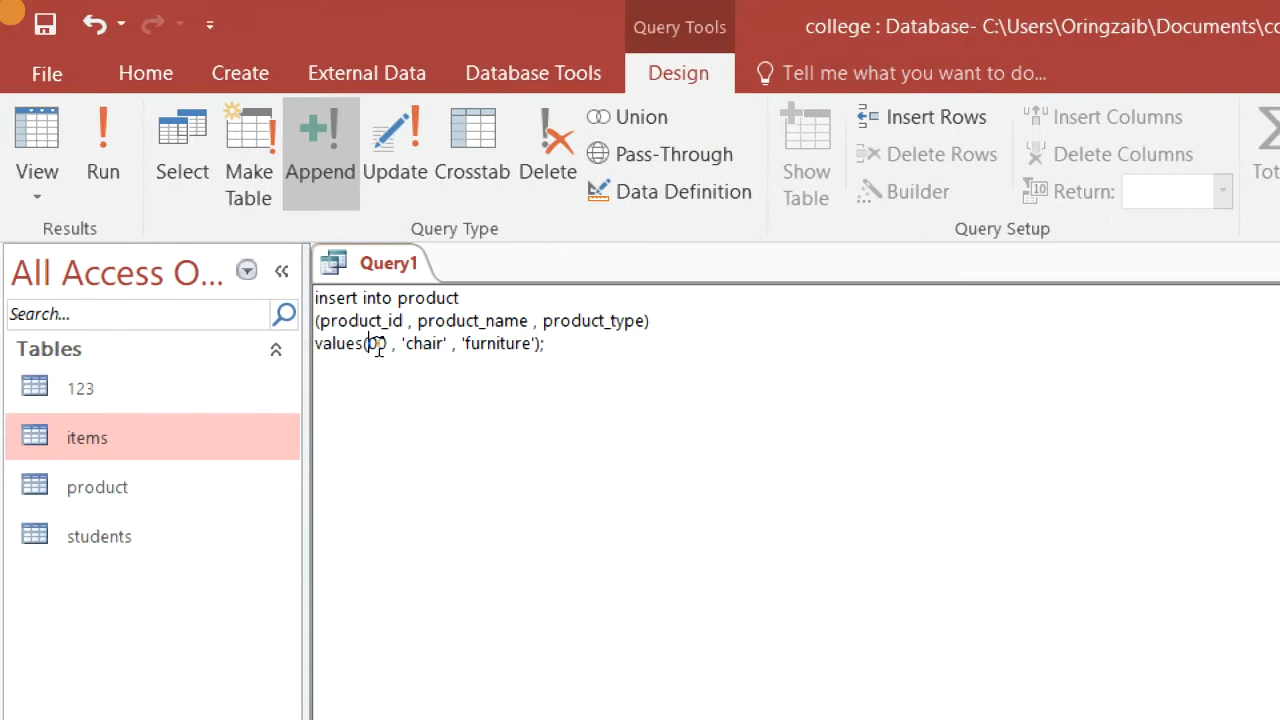 Query Tools
college : Database- C:\Users\Oringzaib\Documents\co
File Home Create External Data Database Tools Design Tell me what you want to do...
View Run Select Make Table Append Update Crosstab Delete
Union
Pass-Through
Data Definition
Show Table
Insert Rows
Delete Rows
Builder
Insert Columns
Delete Columns
Return:
Results Query Type Query Setup
All Access O...
Search...
Tables
123
items
product
students
Query1
insert into product
(product_id , product_name , product_type)
values( , 'chair' , 'furniture');